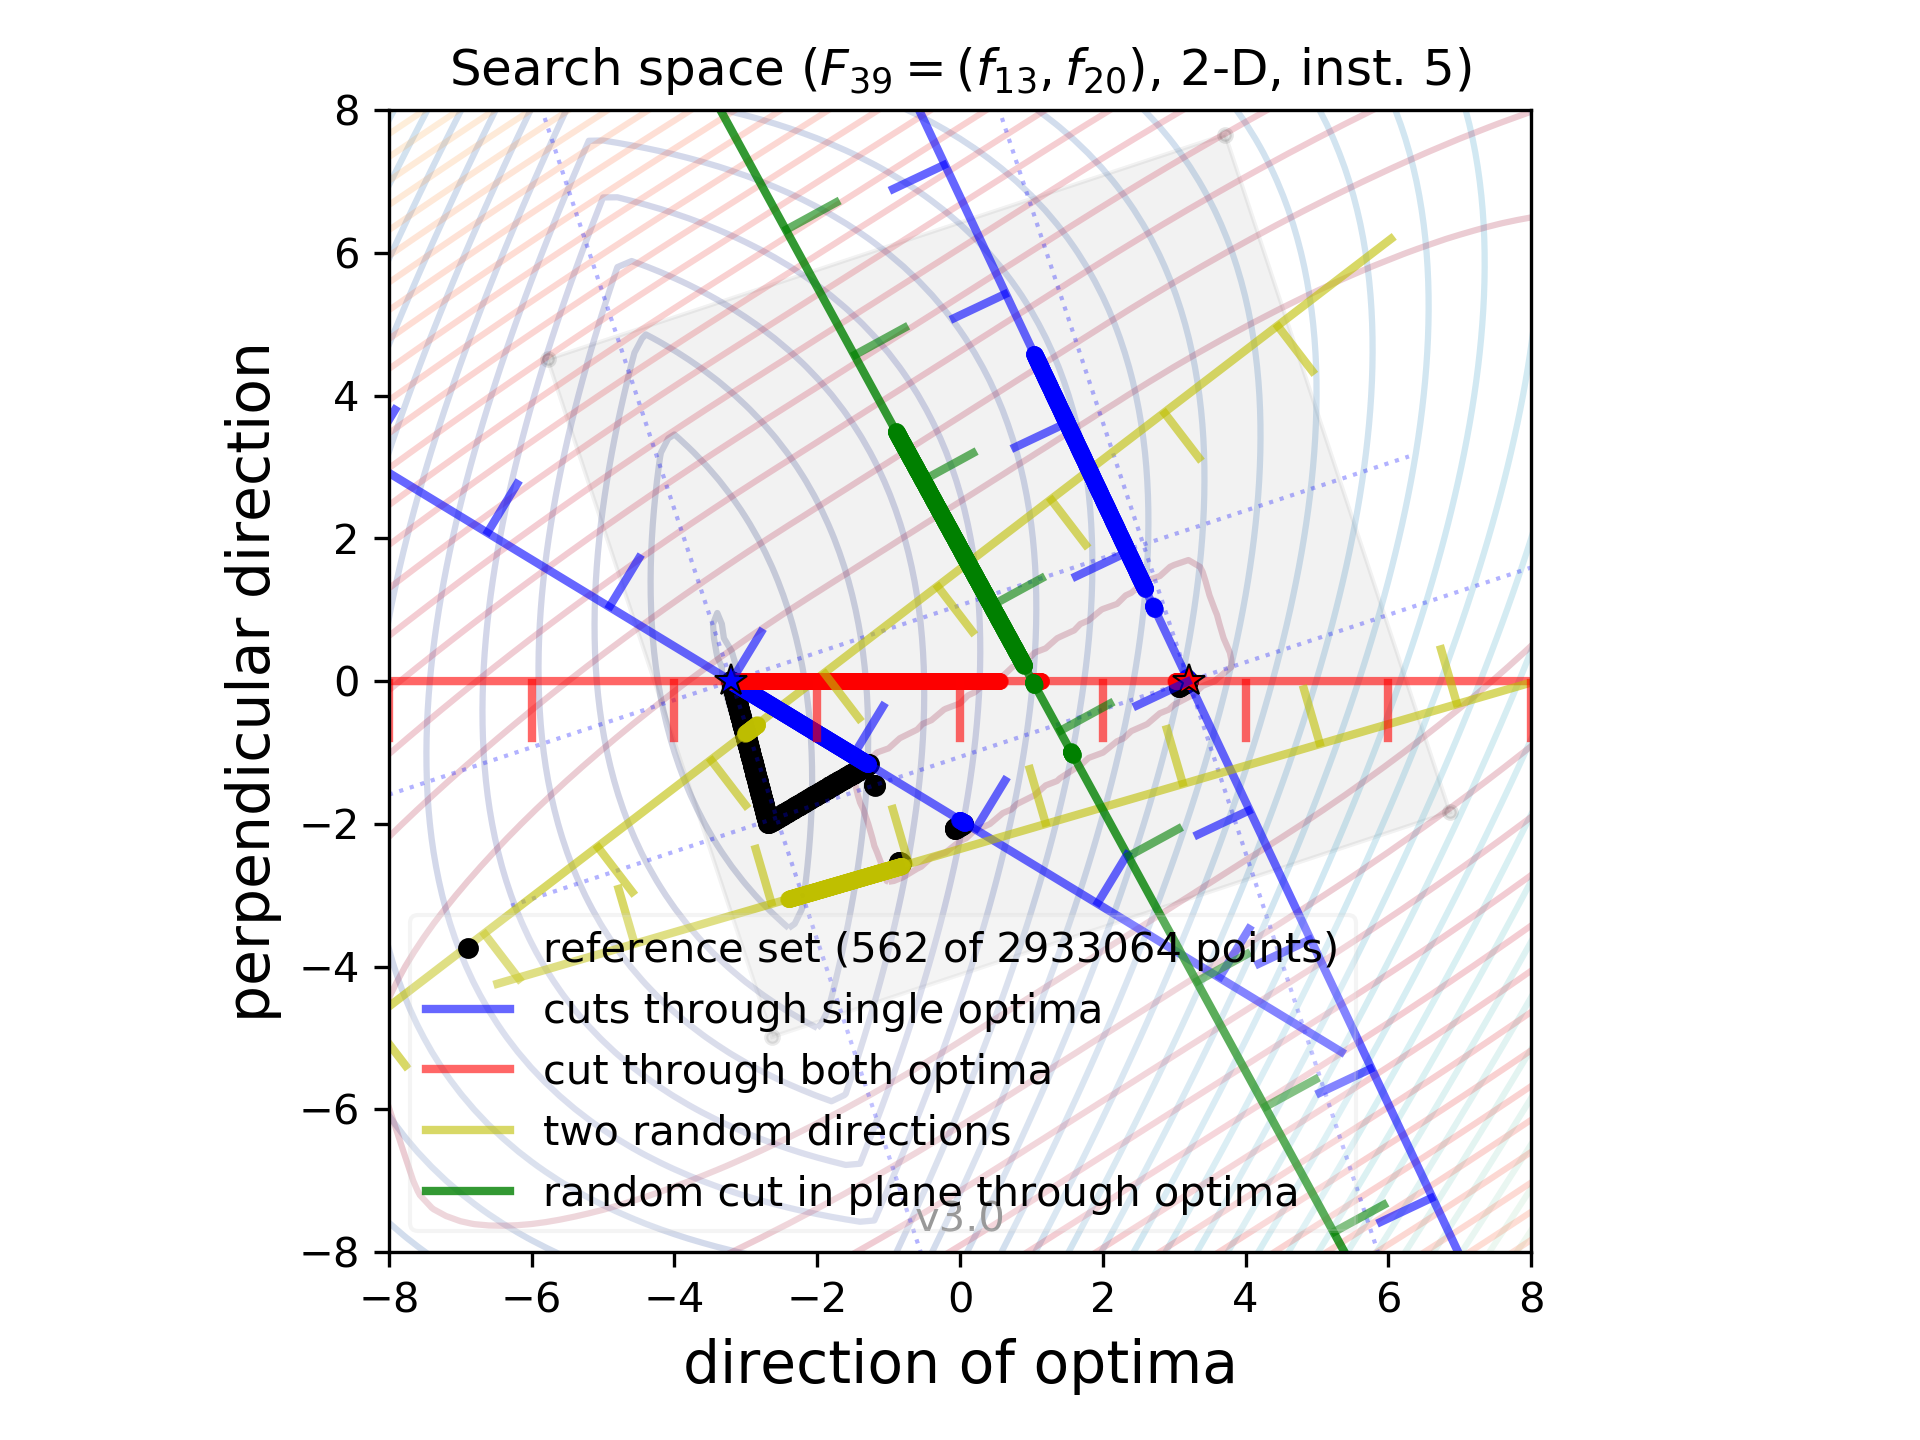 Search space (F39 = (f13, f20), 2-D, inst. 5)
8
6
4
2
0
−2
−4
−6
−8
perpendicular direction
reference set (562 of 2933064 points)
cuts through single optima
cut through both optima
two random directions
random cut in plane through optima
v3.0
−8 −6 −4 −2 0 2 4 6 8
direction of optima